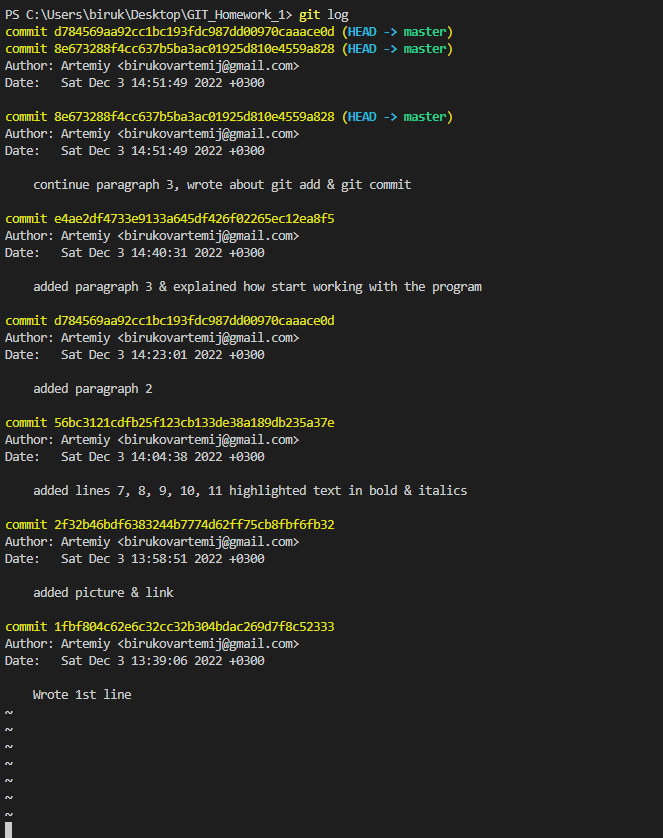 PS C:\Users\biruk\Desktop\GIT_Homework_1> git log
commit d784569aa92cc1bc193fdc987dd00970caaace0d (HEAD -> master)
commit 8e673288f4cc637b5ba3ac01925d810e4559a828 (HEAD -> master)
Author: Artemiy <birukovartemij@gmail.com>
Date:   Sat Dec 3 14:51:49 2022 +0300

commit 8e673288f4cc637b5ba3ac01925d810e4559a828 (HEAD -> master)
Author: Artemiy <birukovartemij@gmail.com>
Date:   Sat Dec 3 14:51:49 2022 +0300

    continue paragraph 3, wrote about git add & git commit

commit e4ae2df4733e9133a645df426f02265ec12ea8f5
Author: Artemiy <birukovartemij@gmail.com>
Date:   Sat Dec 3 14:40:31 2022 +0300

    added paragraph 3 & explained how start working with the program

commit d784569aa92cc1bc193fdc987dd00970caaace0d
Author: Artemiy <birukovartemij@gmail.com>
Date:   Sat Dec 3 14:23:01 2022 +0300

    added paragraph 2

commit 56bc3121cdfb25f123cb133de38a189db235a37e
Author: Artemiy <birukovartemij@gmail.com>
Date:   Sat Dec 3 14:04:38 2022 +0300

    added lines 7, 8, 9, 10, 11 highlighted text in bold & italics

commit 2f32b46bdf6383244b7774d62ff75cb8fbf6fb32
Author: Artemiy <birukovartemij@gmail.com>
Date:   Sat Dec 3 13:58:51 2022 +0300

    added picture & link

commit 1fbf804c62e6c32cc32b304bdac269d7f8c52333
Author: Artemiy <birukovartemij@gmail.com>
Date:   Sat Dec 3 13:39:06 2022 +0300

    Wrote 1st line
~
~
~
~
~
~
~